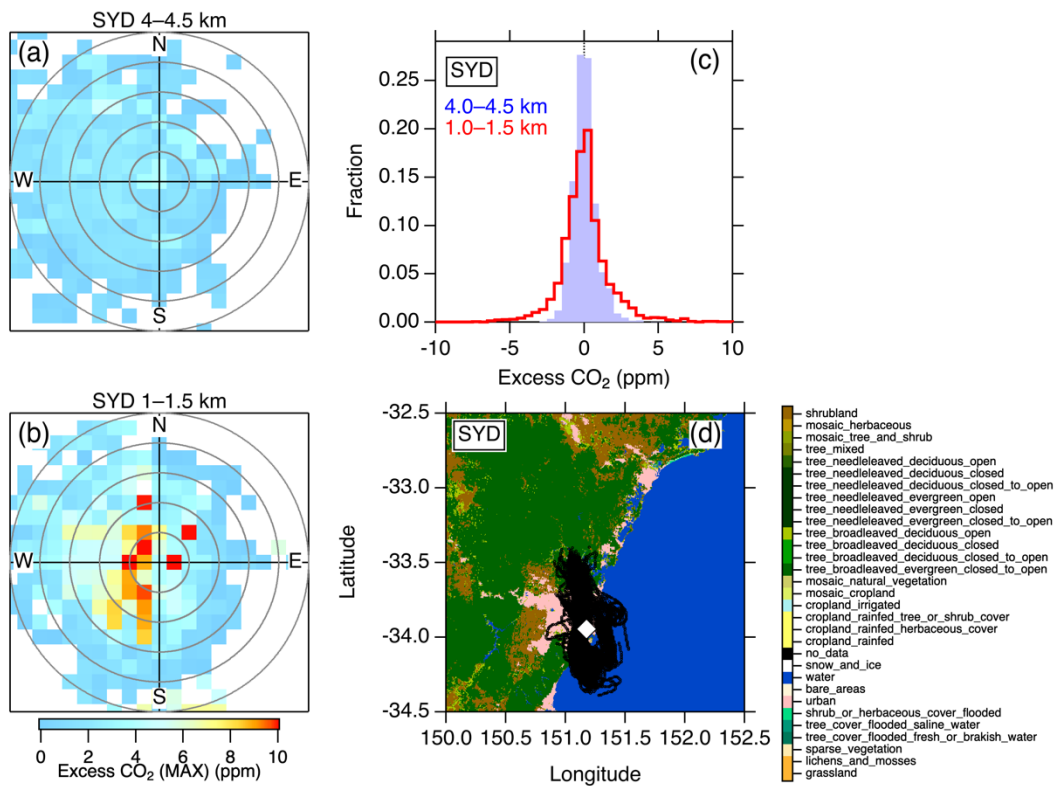 SYD 4–4.5 km
(a)
N
W
E
S
(c)
SYD
4.0–4.5 km
1.0–1.5 km
Fraction
0.25
0.20
0.15
0.10
0.05
0.00
-10
-5
0
5
10
Excess CO₂ (ppm)
SYD 1–1.5 km
(b)
N
W
E
S
0
2
4
6
8
10
Excess CO₂ (MAX) (ppm)
(d)
SYD
Latitude
-32.5
-33.0
-33.5
-34.0
-34.5
150.0
150.5
151.0
151.5
152.0
152.5
Longitude
shrubland
mosaic_herbaceous
mosaic_tree_and_shrub
tree_mixed
tree_needleleaved_deciduous_open
tree_needleleaved_deciduous_closed
tree_needleleaved_deciduous_closed_to_open
tree_needleleaved_evergreen_open
tree_needleleaved_evergreen_closed
tree_needleleaved_evergreen_closed_to_open
tree_broadleaved_deciduous_open
tree_broadleaved_deciduous_closed
tree_broadleaved_deciduous_closed_to_open
tree_broadleaved_evergreen_closed_to_open
mosaic_natural_vegetation
mosaic_cropland
cropland_irrigated
cropland_rainfed_tree_or_shrub_cover
cropland_rainfed_herbaceous_cover
cropland_rainfed
no_data
snow_and_ice
water
bare_areas
urban
shrub_or_herbaceous_cover_flooded
tree_cover_flooded_saline_water
tree_cover_flooded_fresh_or_brakish_water
sparse_vegetation
lichens_and_mosses
grassland